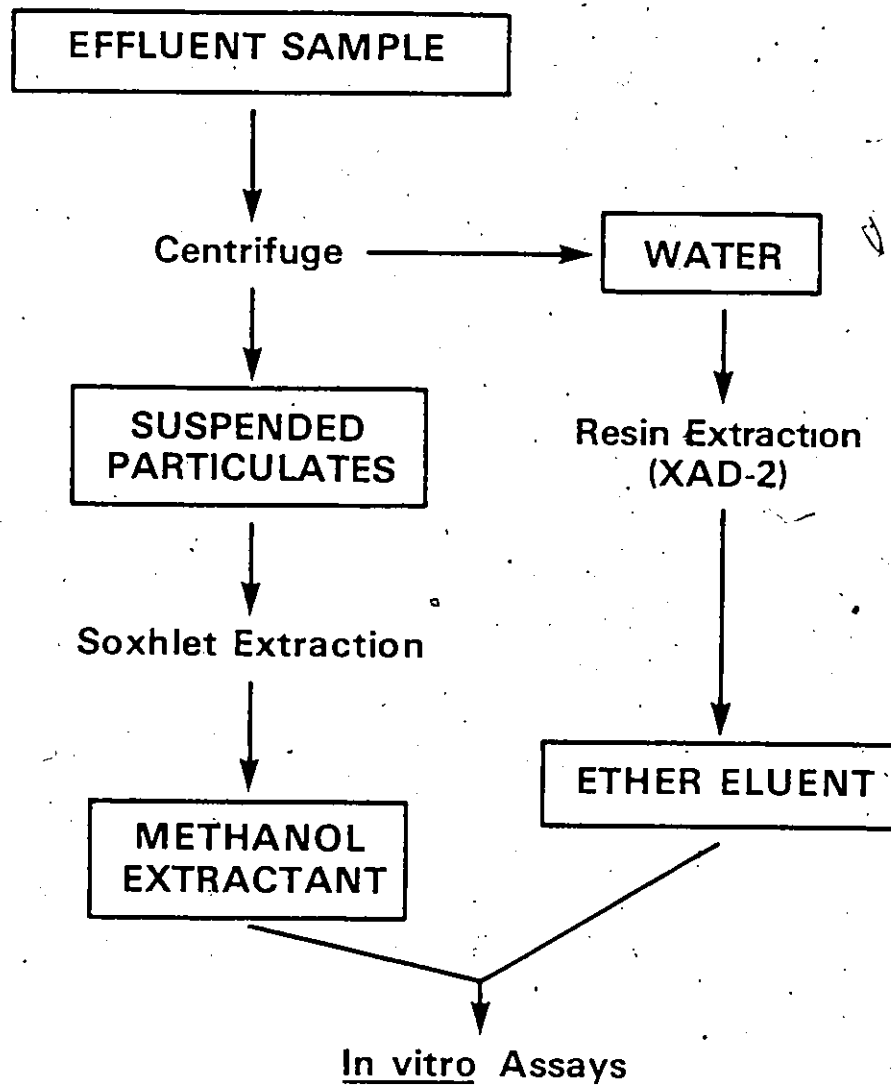 EFFLUENT SAMPLE
Centrifuge
WATER
SUSPENDED
PARTICULATES
Resin Extraction
(XAD-2)
Soxhlet Extraction
ETHER ELUENT
METHANOL
EXTRACTANT
In vitro Assays